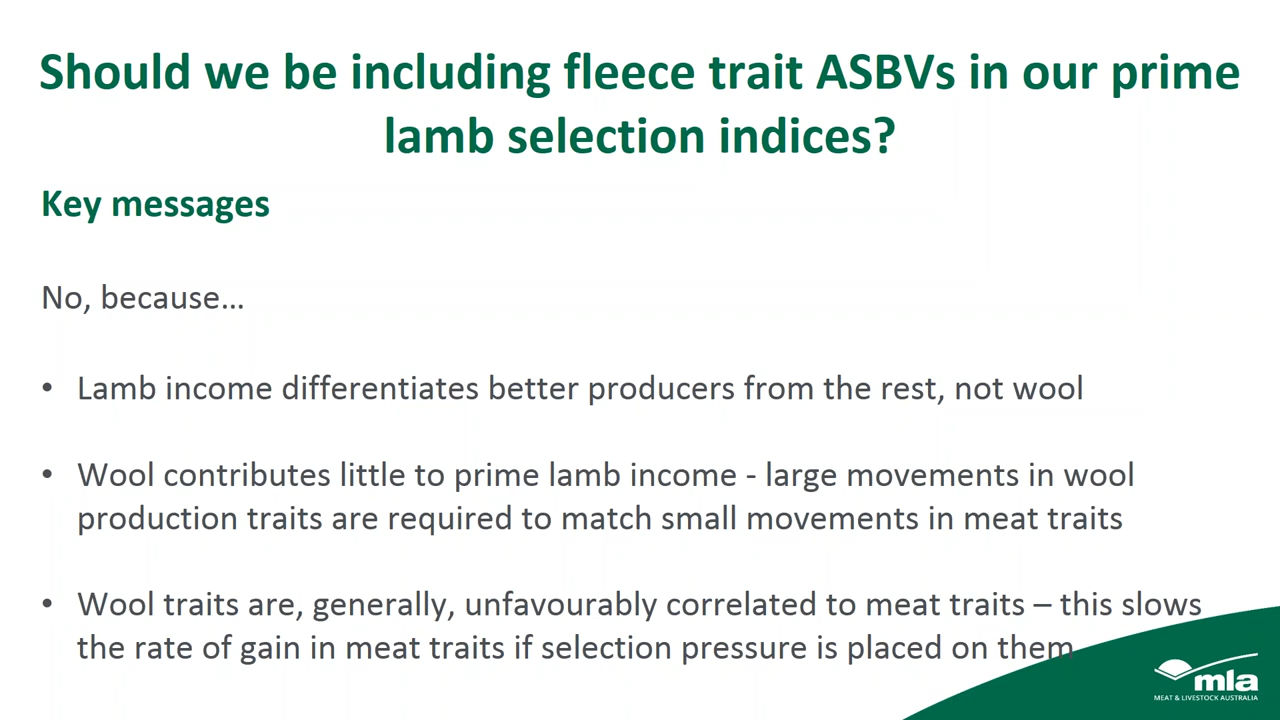 Should we be including fleece trait ASBVs in our prime
lamb selection indices?
Key messages
No, because…
• Lamb income differentiates better producers from the rest, not wool
• Wool contributes little to prime lamb income - large movements in wool
production traits are required to match small movements in meat traits
• Wool traits are, generally, unfavourably correlated to meat traits – this slows
the rate of gain in meat traits if selection pressure is placed on them
mla
MEAT & LIVESTOCK AUSTRALIA